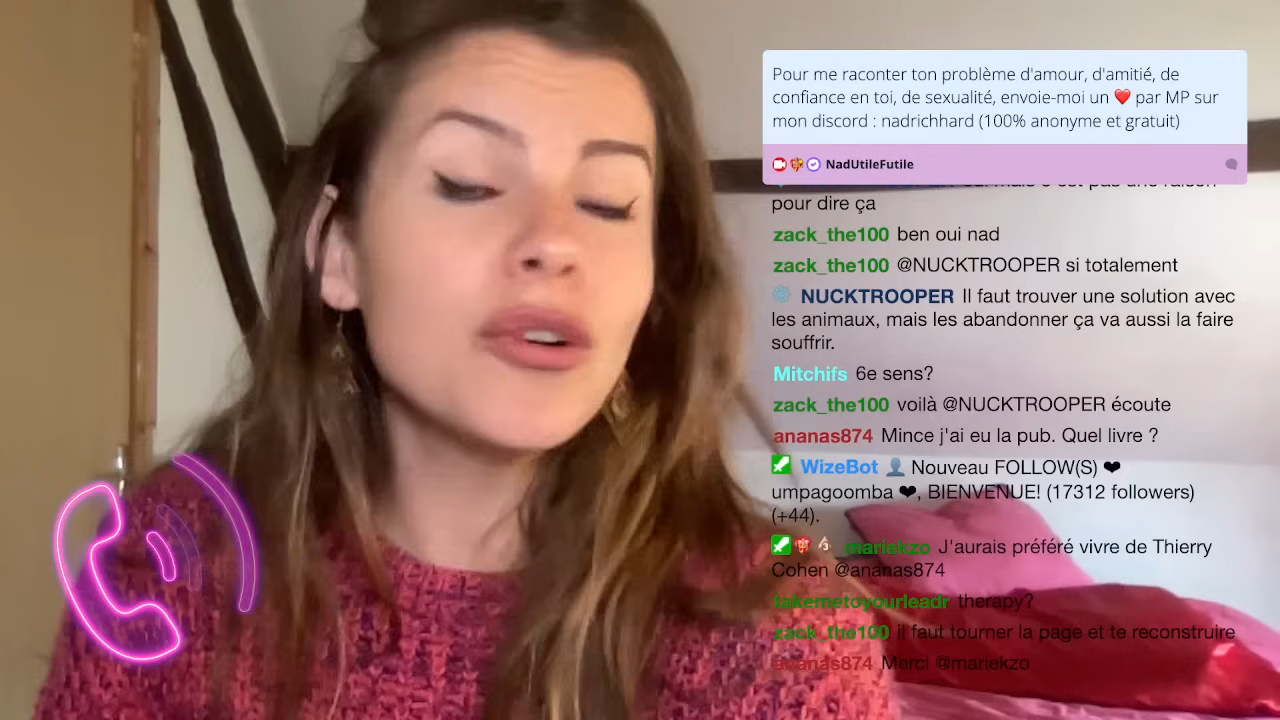 Pour me raconter ton problème d'amour, d'amitié, de
confiance en toi, de sexualité, envoie-moi un ❤️ par MP sur
mon discord : nadrichhard (100% anonyme et gratuit)
NadUtileFutile
pour dire ça
zack_the100 ben oui nad
zack_the100 @NUCKTROOPER si totalement
NUCKTROOPER Il faut trouver une solution avec
les animaux, mais les abandonner ça va aussi la faire
souffrir.
Mitchifs 6e sens?
zack_the100 voilà @NUCKTROOPER écoute
ananas874 Mince j'ai eu la pub. Quel livre ?
WizeBot 👤 Nouveau FOLLOW(S) ❤
umpagoomba ❤, BIENVENUE! (17312 followers)
(+44).
mariekzo J'aurais préféré vivre de Thierry
Cohen @ananas874
takemetoyourleadr therapy?
zack_the100 il faut tourner la page et te reconstruire
ananas874 Merci @mariekzo